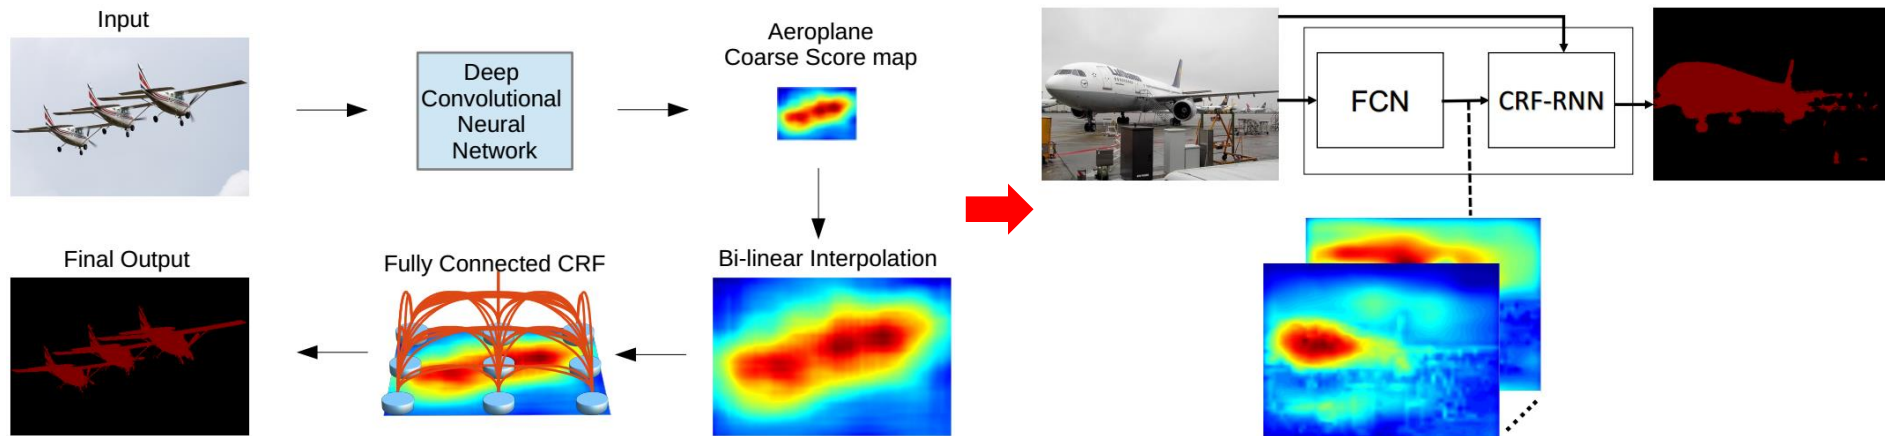 Input
Deep
Convolutional
Neural
Network
Aeroplane
Coarse Score map
Final Output
Fully Connected CRF
Bi-linear Interpolation
FCN
CRF-RNN
Lufthansa